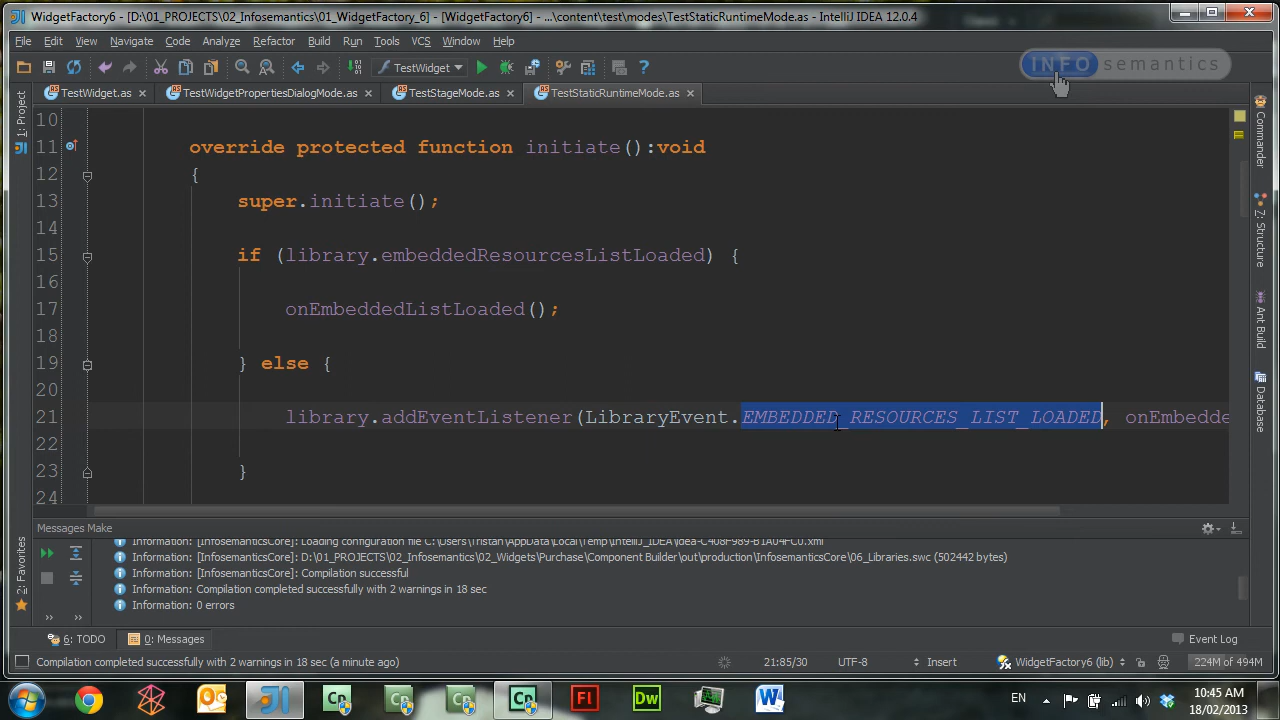 WidgetFactory6 - [D:\01_PROJECTS\02_Infosemantics\01_WidgetFactory_6] - [WidgetFactory6] - ...\content\test\modes\TestStaticRuntimeMode.as - IntelliJ IDEA 12.0.4
File Edit View Navigate Code Analyze Refactor Build Run Tools VCS Window Help
TestWidget
INFO semantics
TestWidget.as TestWidgetPropertiesDialogMode.as TestStageMode.as TestStaticRuntimeMode.as
1: Project
2: Favorites
Commander
Z: Structure
Ant Build
Database
10
11 override protected function initiate():void
12 {
13 super.initiate();
14
15 if (library.embeddedResourcesListLoaded) {
16
17 onEmbeddedListLoaded();
18
19 } else {
20
21 library.addEventListener(LibraryEvent.EMBEDDED_RESOURCES_LIST_LOADED, onEmbedde
22
23 }
24
Messages Make
Information: [InfosemanticsCore]: Loading configuration file C:\Users\Tristan\AppData\Local\Temp\IntelliJ_IDEA\idea-C408F989-B1A04FC0.xml
Information: [InfosemanticsCore]: D:\01_PROJECTS\02_Infosemantics\02_Widgets\Purchase\Component Builder\out\production\InfosemanticsCore\06_Libraries.swc (502442 bytes)
Information: [InfosemanticsCore]: Compilation successful
Information: Compilation completed successfully with 2 warnings in 18 sec
Information: 0 errors
6: TODO 0: Messages Event Log
Compilation completed successfully with 2 warnings in 18 sec (a minute ago) 21:85/30 UTF-8 Insert WidgetFactory6 (lib) 224M of 494M
EN 10:45 AM
18/02/2013